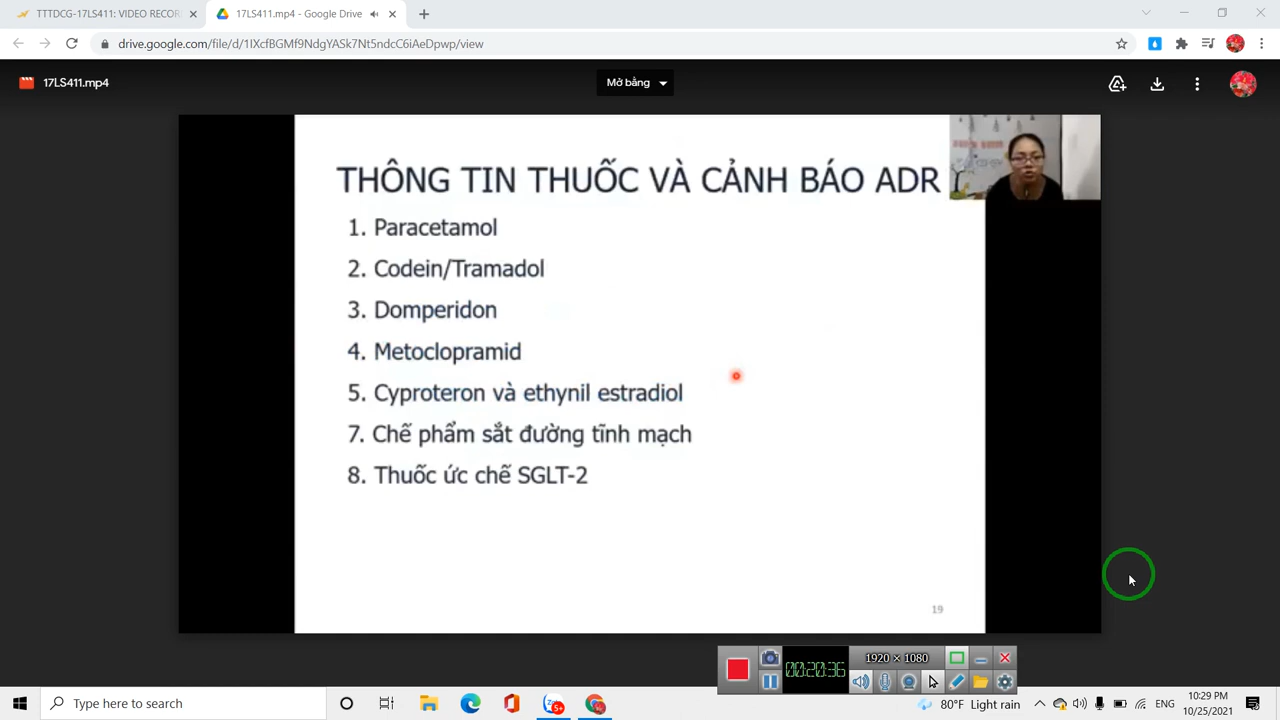 TTTDCG-17LS411: VIDEO RECOR
17LS411.mp4 - Google Drive
drive.google.com/file/d/1IXcfBGMf9NdgYASk7Nt5ndcC6iAeDpwp/view
17LS411.mp4
Mở bằng
THÔNG TIN THUỐC VÀ CẢNH BÁO ADR
1. Paracetamol
2. Codein/Tramadol
3. Domperidon
4. Metoclopramid
5. Cyproteron và ethynil estradiol
7. Chế phẩm sắt đường tĩnh mạch
8. Thuốc ức chế SGLT-2
19
1920 × 1080
00:20:36
Type here to search
5+
80°F Light rain
ENG
10:29 PM
10/25/2021